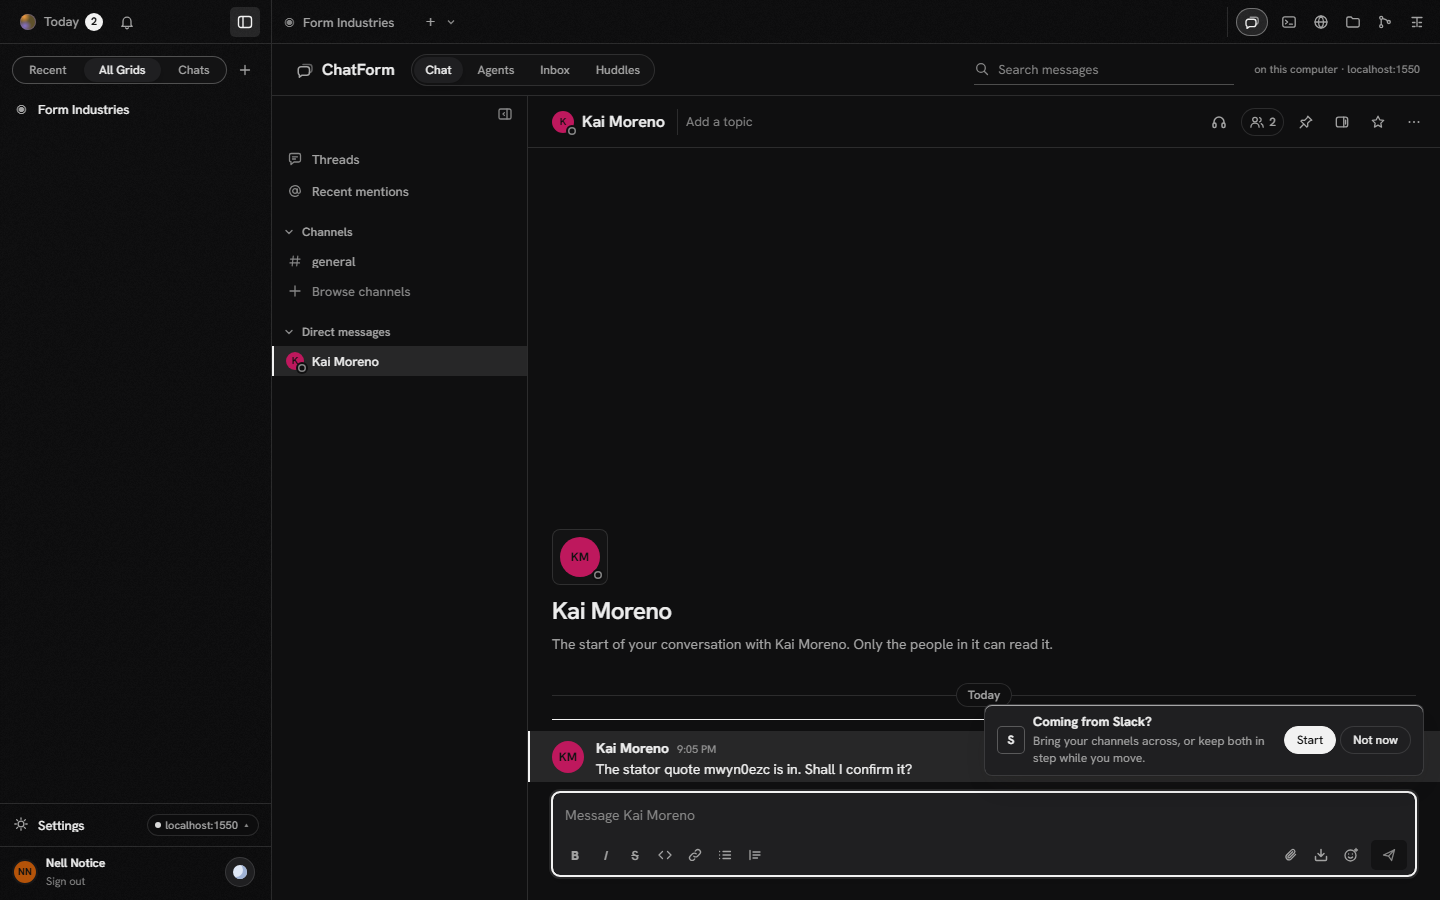 Today 2
Form Industries
ChatForm
Chat Agents Inbox Huddles
Search messages
on this computer · localhost:1550
Recent All Grids Chats
Form Industries
Threads
Recent mentions
Channels
general
Browse channels
Direct messages
K Kai Moreno
K Kai Moreno
Add a topic
2
KM
Kai Moreno
The start of your conversation with Kai Moreno. Only the people in it can read it.
Today
KM
Kai Moreno 9:05 PM
The stator quote mwyn0ezc is in. Shall I confirm it?
S
Coming from Slack?
Bring your channels across, or keep both in
step while you move.
Start Not now
Message Kai Moreno
B I S
Settings
localhost:1550
NN
Nell Notice
Sign out